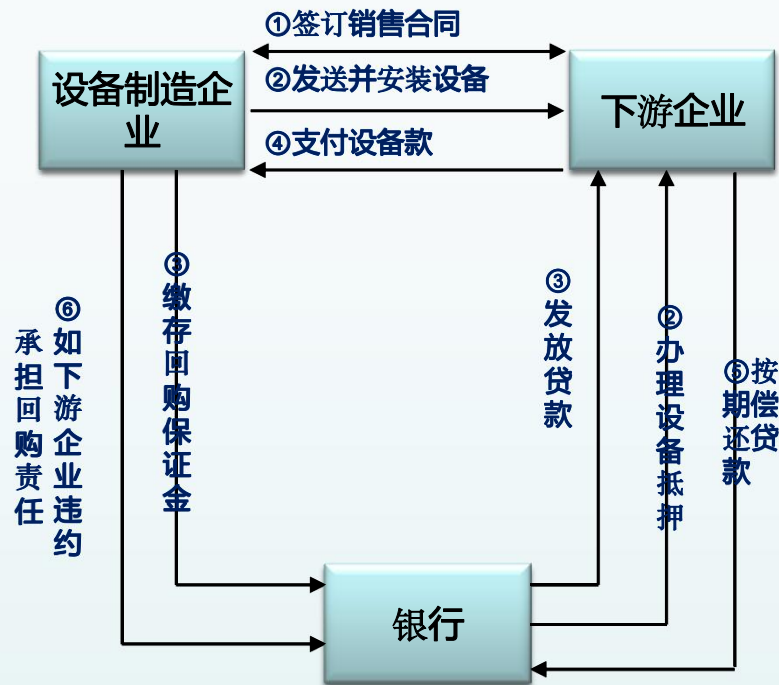 ①签订销售合同
设备制造企
业
②发送并安装设备
下游企业
④支付设备款
⑥如下游企业违约
承担回购责任
③缴存回购保证金
③发放贷款
②办理设备抵押
⑤按
期偿
还贷
款
银行